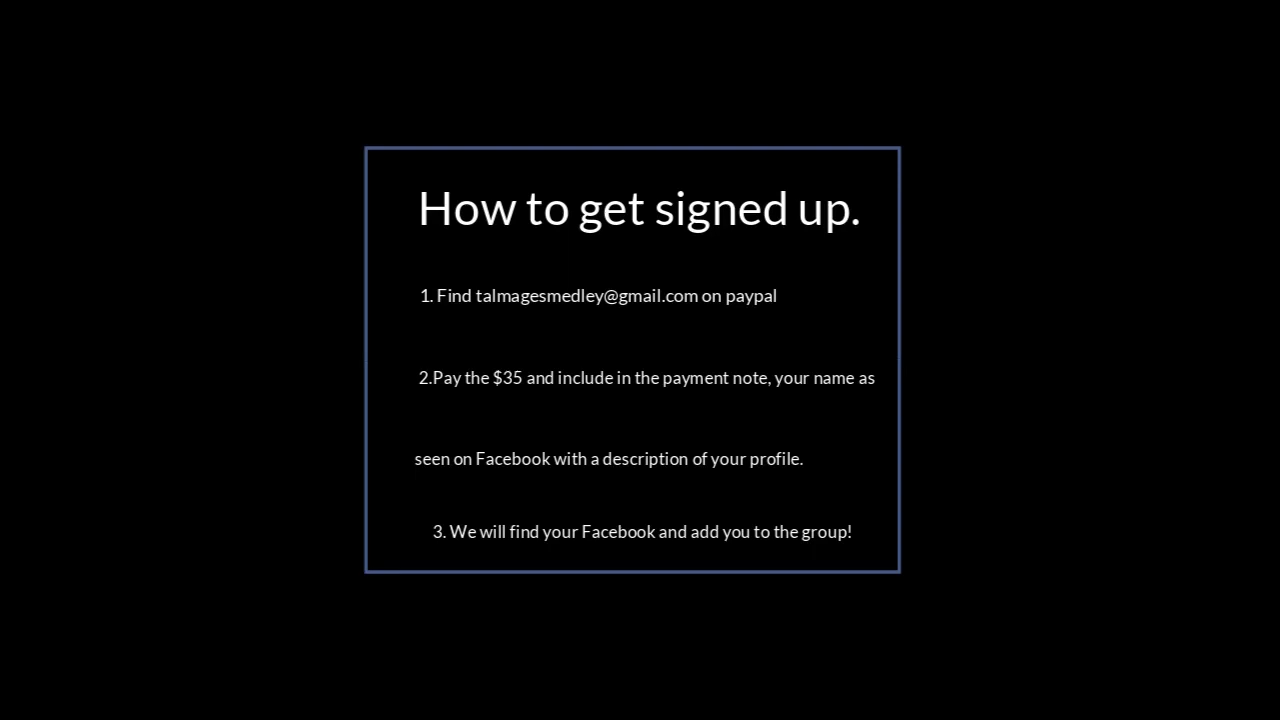 How to get signed up.
1. Find talmagesmedley@gmail.com on paypal
2.Pay the $35 and include in the payment note, your name as
seen on Facebook with a description of your profile.
3. We will find your Facebook and add you to the group!